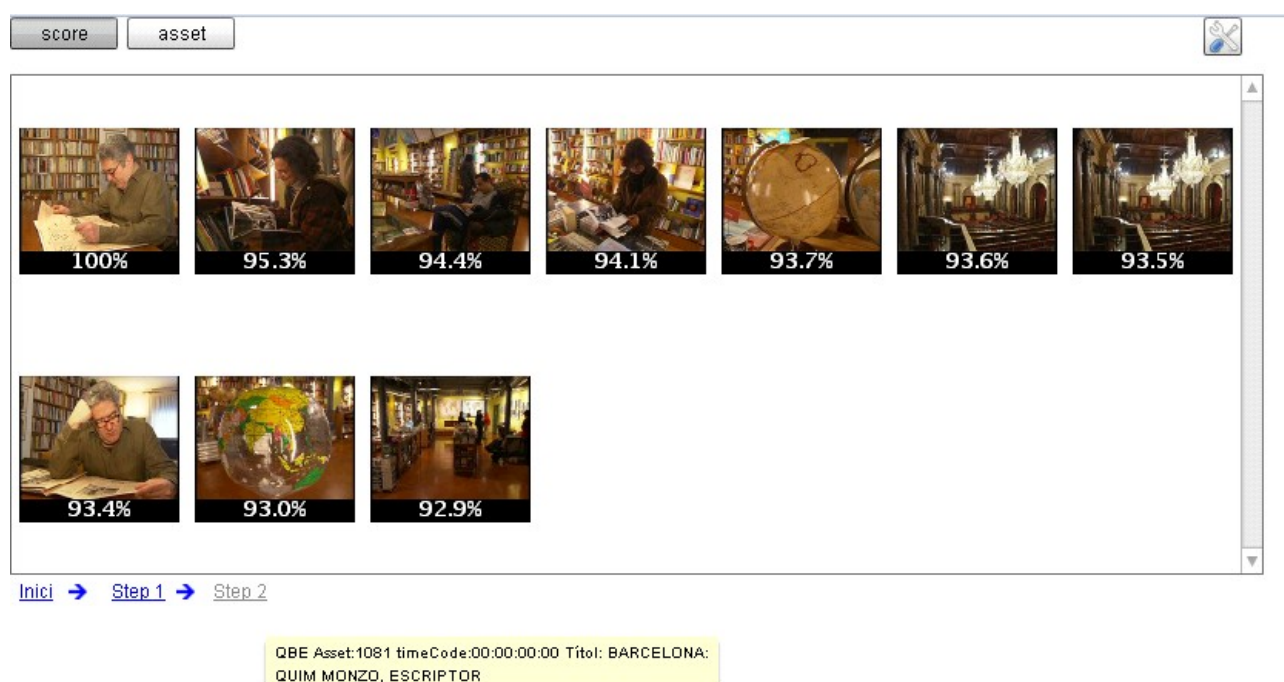 score asset
100% 95.3% 94.4% 94.1% 93.7% 93.6% 93.5%
93.4% 93.0% 92.9%
Inici Step 1 Step 2
QBE Asset:1081 timeCode:00:00:00:00 Títol: BARCELONA:
QUIM MONZO, ESCRIPTOR